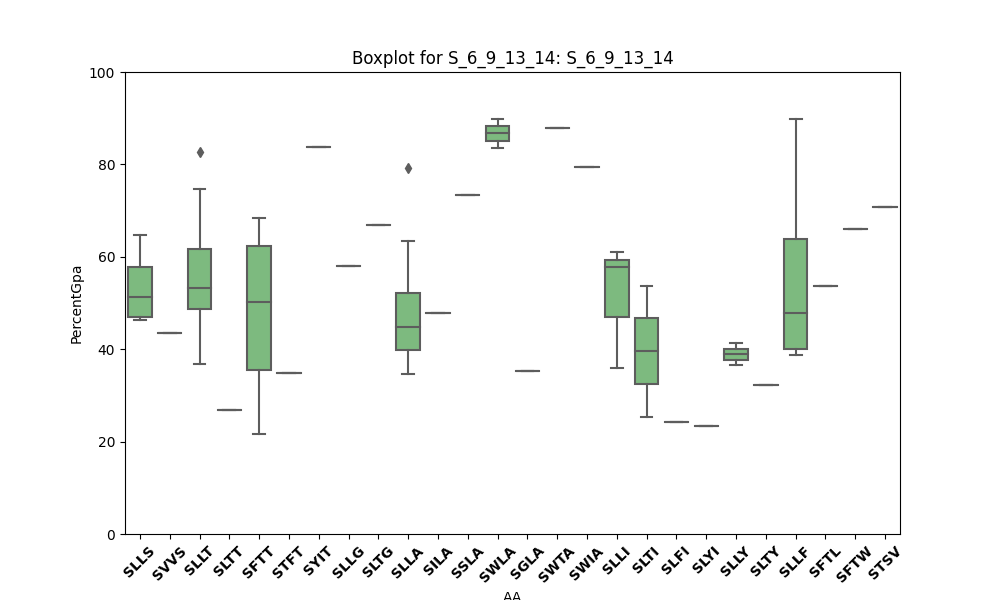 Boxplot for S_6_9_13_14: S_6_9_13_14
100
80
60
40
20
0
PercentGpa
SLLS SVVS SLLT SLTT SFTT STFT SYIT SLLG SLTG SLLA SILA SSLA SWLA SGLA SWTA SWIA SLLI SLTI SLFI SLYI SLLY SLTY SLLF SFTL SFTW STSV
AA